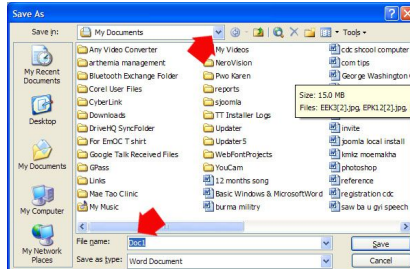 Save As
Save in:
My Documents
Tools
My Recent
Documents
Desktop
My Documents
My Computer
My Network
Places
Any Video Converter
arthemia management
Bluetooth Exchange Folder
Corel User Files
CyberLink
Downloads
DriveHQ SyncFolder
For EmOC T shirt
Google Talk Received Files
GPass
Links
Mae Tao Clinic
My Music
My Videos
NeroVision
Pwo Karen
reports
sjoomla
TT Installer Logs
Updater
Updater5
WebFontProjects
YouCam
12 months song
Basic Windows & MicrosoftWord
burma militry
cdc shcool computer
com tips
George Washington
Size: 15.0 MB
Files: EEK3[2].jpg, EPK12[2].jpg,
invite
joomla local install
kmkz moemakha
photoshop
reference
registration cdc
saw ba u gyi speech
File name:
Doc1
Save
Save as type:
Word Document
Cancel